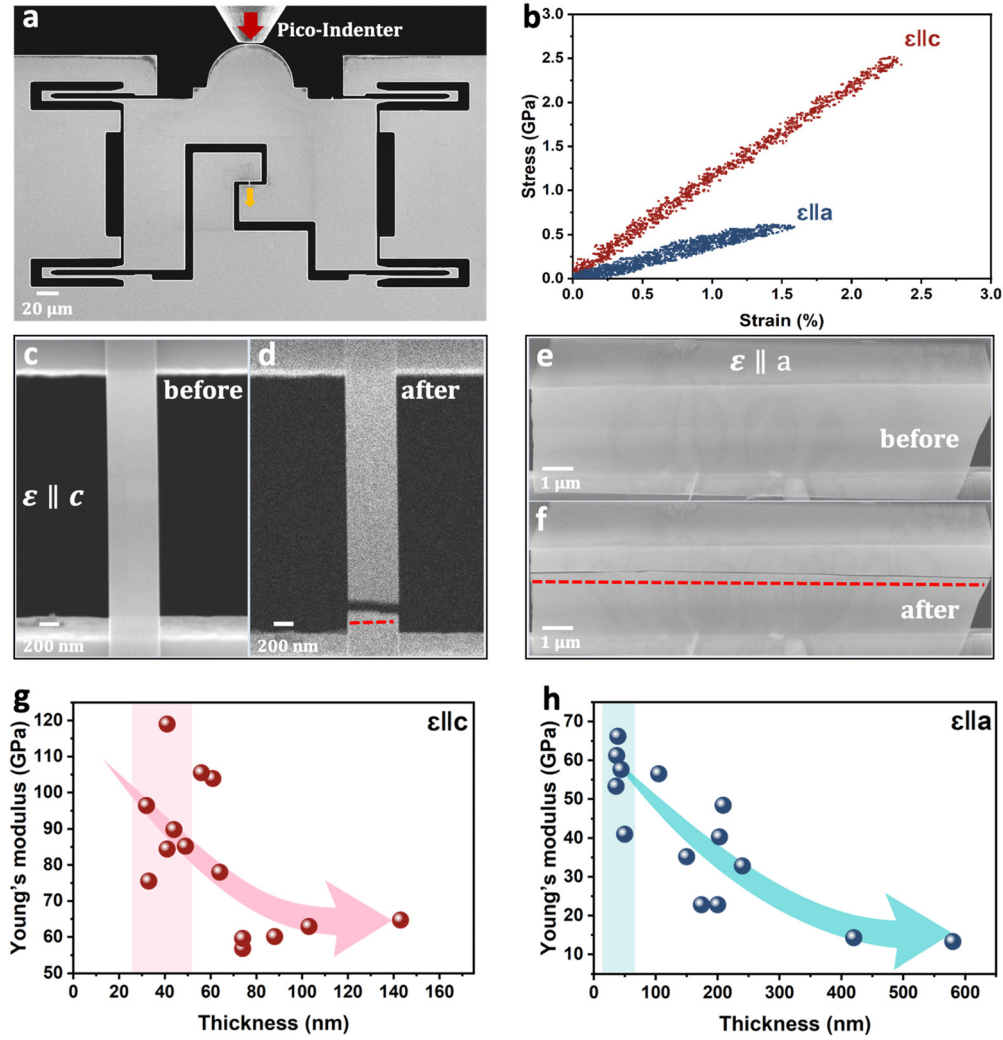 a
Pico-Indenter
20 μm
b
Stress (GPa)
3.0
2.5
2.0
1.5
1.0
0.5
0.0
ε||c
ε||a
0.0 0.5 1.0 1.5 2.0 2.5 3.0
Strain (%)
c
before
ε || c
200 nm
d
after
200 nm
e
ε || a
before
1 μm
f
after
1 μm
g
ε||c
Young's modulus (GPa)
120
110
100
90
80
70
60
50
0 20 40 60 80 100 120 140 160
Thickness (nm)
h
ε||a
Young's modulus (GPa)
70
60
50
40
30
20
10
0 100 200 300 400 500 600
Thickness (nm)